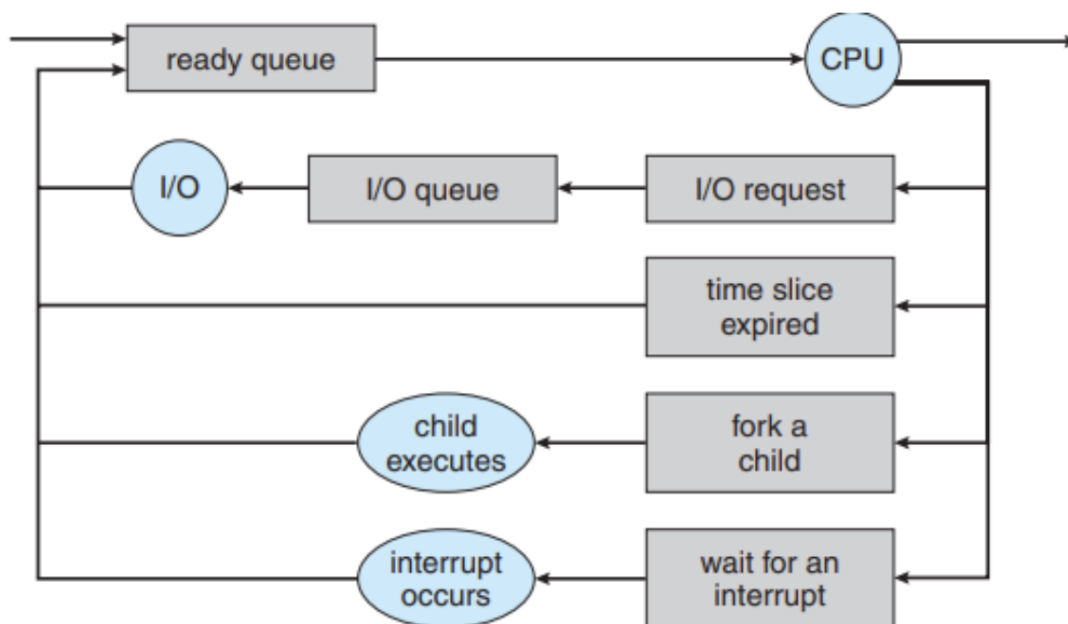 ready queue
CPU
I/O
I/O queue
I/O request
time slice
expired
child
executes
fork a
child
interrupt
occurs
wait for an
interrupt